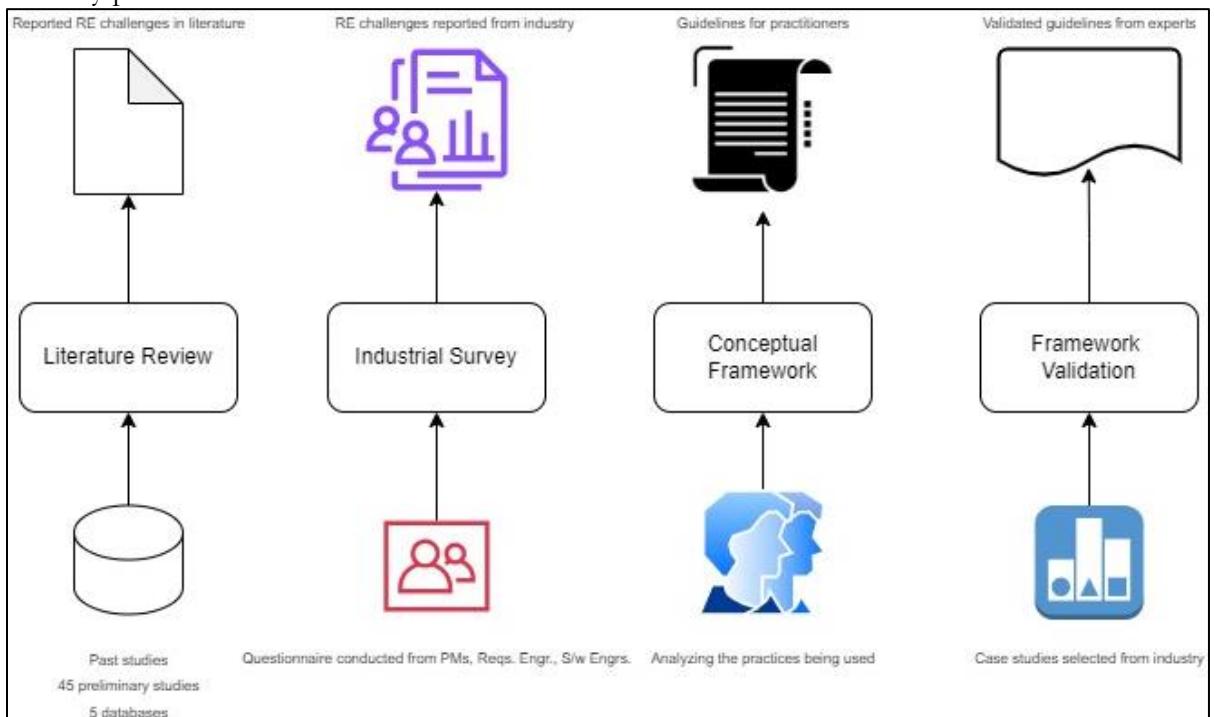 Reported RE challenges in literature
RE challenges reported from industry
Guidelines for practitioners
Validated guidelines from experts
Literature Review
Industrial Survey
Conceptual
Framework
Framework
Validation
Past studies
45 preliminary studies
5 databases
Questionnaire conducted from PMs, Reqs. Engr., S/w Engrs.
Analyzing the practices being used
Case studies selected from industry